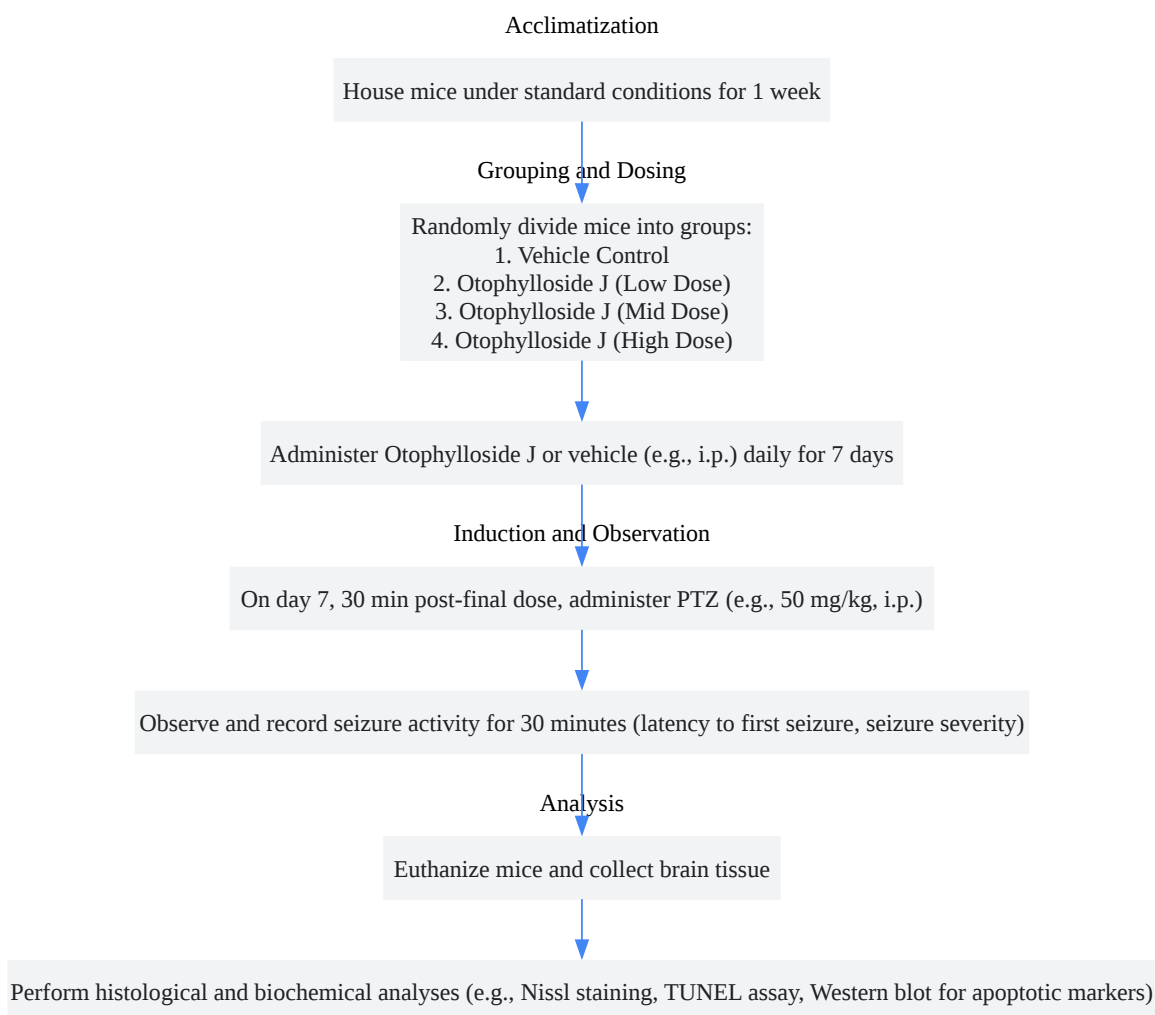 Acclimatization
House mice under standard conditions for 1 week
Grouping and Dosing
Randomly divide mice into groups:
1. Vehicle Control
2. Otophylloside J (Low Dose)
3. Otophylloside J (Mid Dose)
4. Otophylloside J (High Dose)
Administer Otophylloside J or vehicle (e.g., i.p.) daily for 7 days
Induction and Observation
On day 7, 30 min post-final dose, administer PTZ (e.g., 50 mg/kg, i.p.)
Observe and record seizure activity for 30 minutes (latency to first seizure, seizure severity)
Analysis
Euthanize mice and collect brain tissue
Perform histological and biochemical analyses (e.g., Nissl staining, TUNEL assay, Western blot for apoptotic markers)